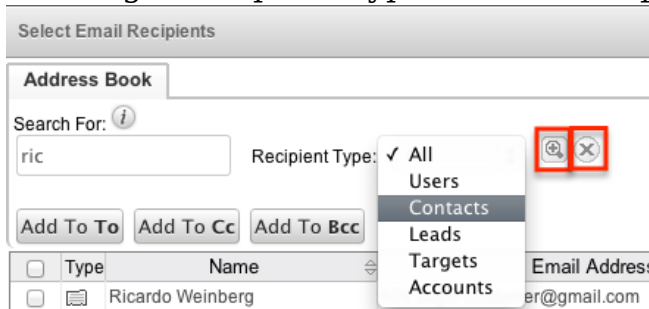 Select Email Recipients
Address Book
Search For: i
ric
Recipient Type: ✓ All
Users
Contacts
Leads
Targets
Accounts
Add To To Add To Cc Add To Bcc
Type Name Email Address
Ricardo Weinberg er@gmail.com